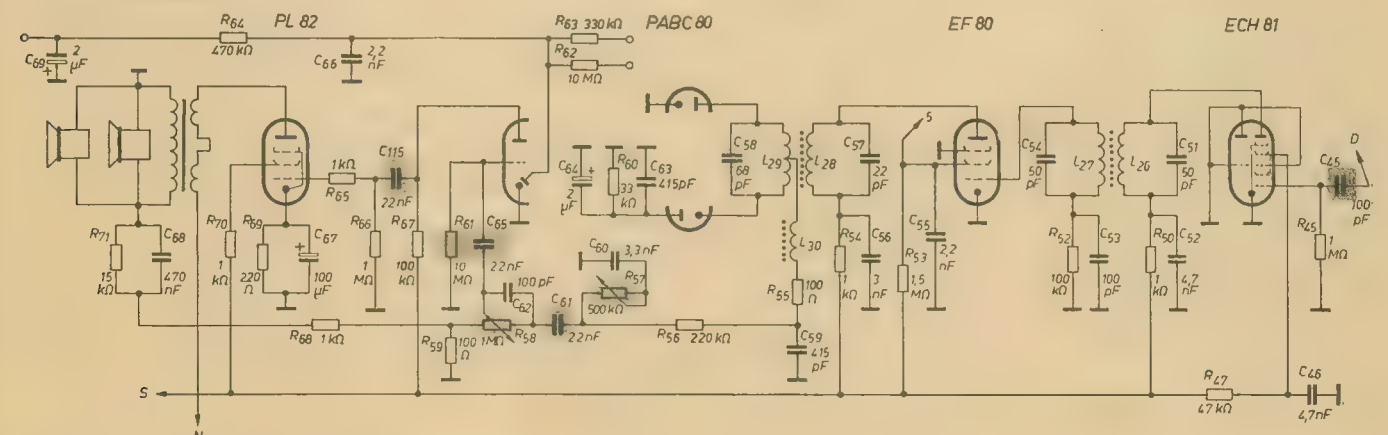 PL 82
PABC 80
EF 80
ECH 81
R64
470 kΩ
C69
2
µF
+
C66
2,2
nF
R63 330 kΩ
R62
10 MΩ
1 kΩ
R65
C115
22 nF
R66
1
MΩ
R67
100
kΩ
R61
10
MΩ
C65
22 nF
100 pF
C62
R71
15
kΩ
C68
470
nF
R70
1
kΩ
R69
220
Ω
C67
+
100
µF
C64
+
2
µF
R60
33
kΩ
C63
415 pF
C60
3,3 nF
R57
500 kΩ
C58
68
pF
L29
L28
C57
22
pF
L30
R55
100
Ω
R54
1
kΩ
C56
3
nF
S
R53
1,5
MΩ
C55
2,2
nF
C54
50
pF
L27
L26
C51
50
pF
R52
100
kΩ
C53
100
pF
R50
1
kΩ
C52
4,7
nF
D
C45
100
pF
R45
1
MΩ
R68 1 kΩ
R59
100
Ω
1 MΩ
R58
C61
22 nF
R56 220 kΩ
C59
415
pF
S
R47
47 kΩ
C46
4,7 nF